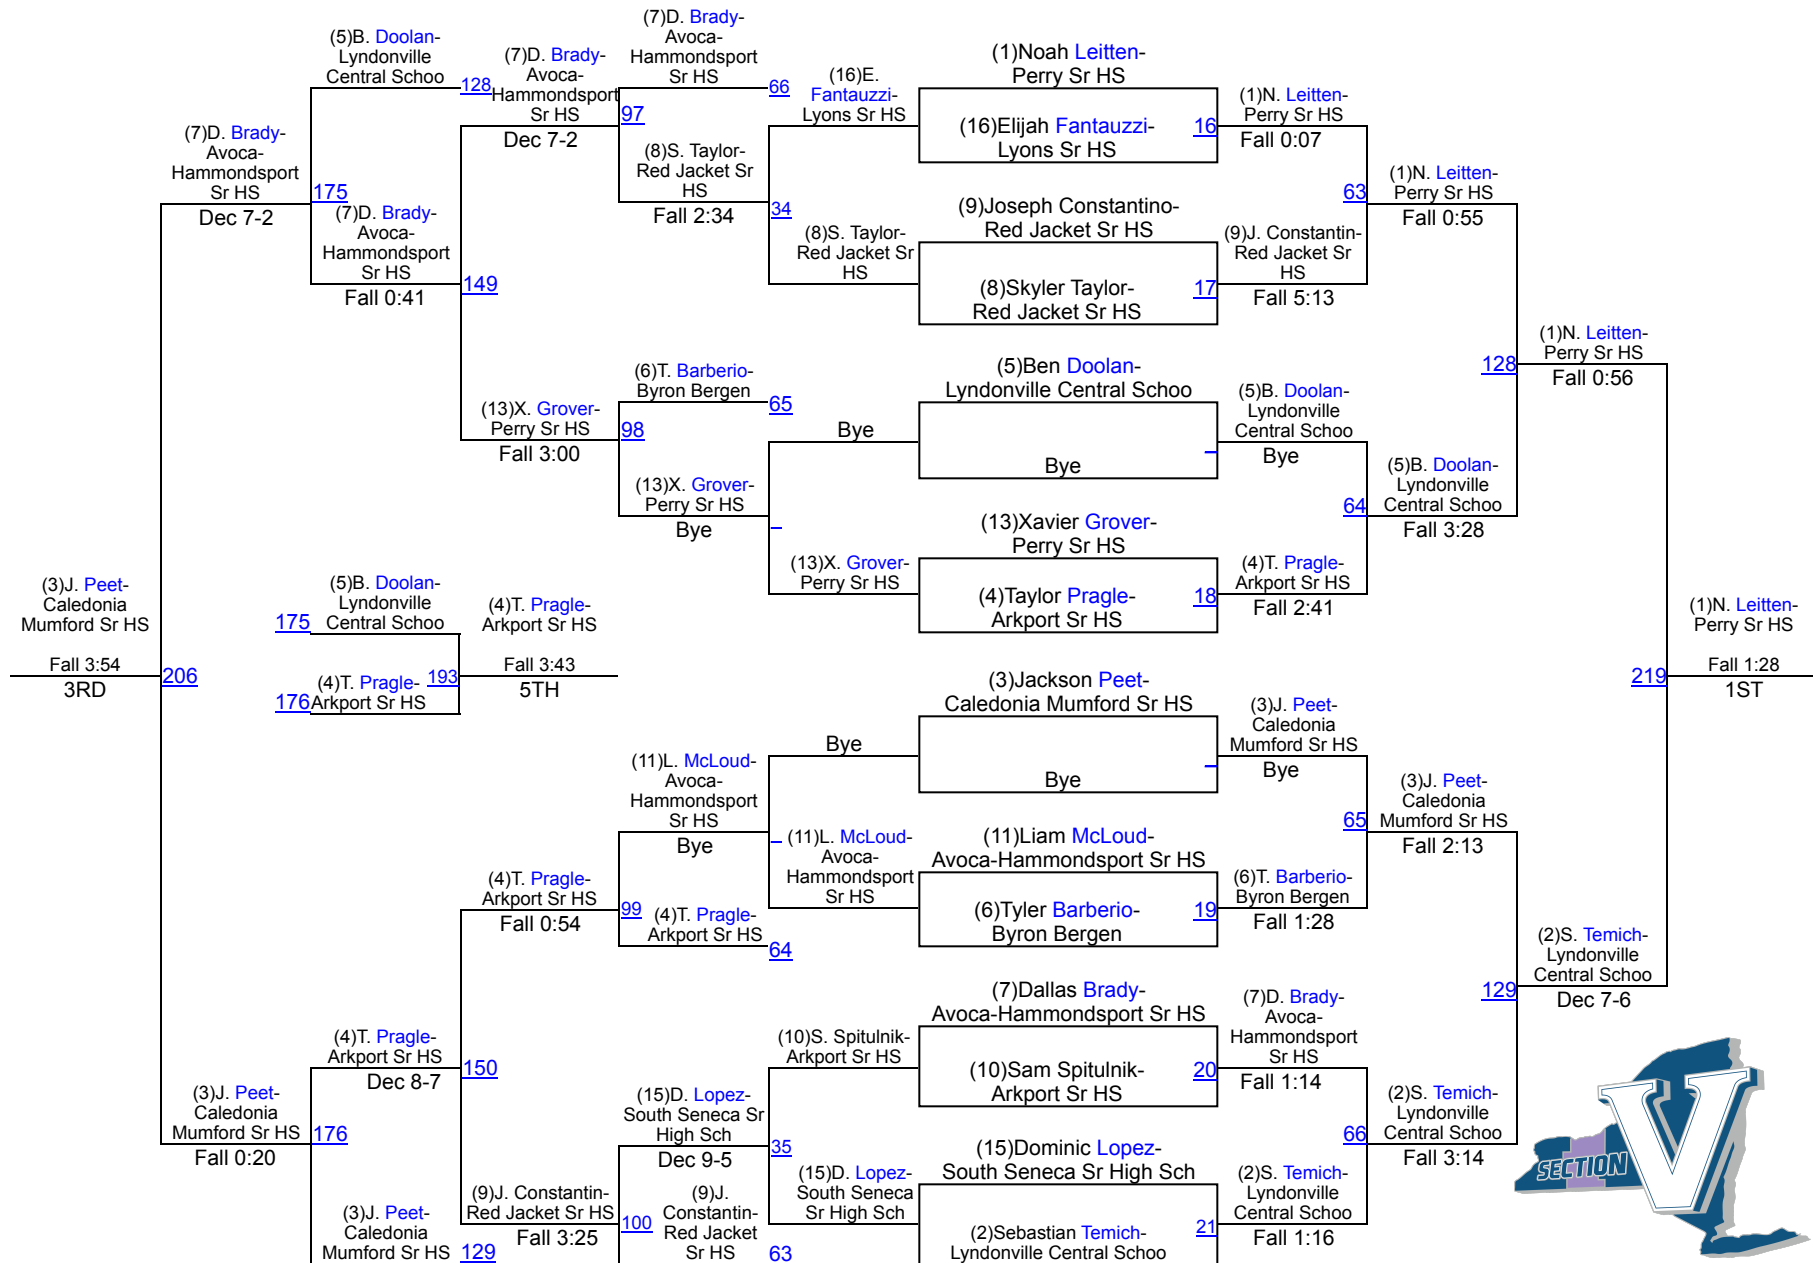 (7)D. Brady-
Avoca-
Hammondsport
Sr HS
(5)B. Doolan-
Lyndonville
Central Schoo
128
(7)D. Brady-
Avoca-
Hammondsport
Sr HS
Dec 7-2
(7)D. Brady-
Avoca-
Hammondsport
Sr HS
66
97
(8)S. Taylor-
Red Jacket Sr
HS
Fall 2:34
(16)E.
Fantauzzi-
Lyons Sr HS
34
(8)S. Taylor-
Red Jacket Sr
HS
(1)Noah Leitten-
Perry Sr HS
(16)Elijah Fantauzzi-
Lyons Sr HS
16
(1)N. Leitten-
Perry Sr HS
Fall 0:07
(9)Joseph Constantino-
Red Jacket Sr HS
(8)Skyler Taylor-
Red Jacket Sr HS
17
(9)J. Constantin-
Red Jacket Sr
HS
Fall 5:13
63
(1)N. Leitten-
Perry Sr HS
Fall 0:55
175
Dec 7-2
(7)D. Brady-
Avoca-
Hammondsport
Sr HS
Fall 0:41
149
(6)T. Barberio-
Byron Bergen
65
(13)X. Grover-
Perry Sr HS
Fall 3:00
98
(13)X. Grover-
Perry Sr HS
Bye
Bye
(13)X. Grover-
Perry Sr HS
(5)Ben Doolan-
Lyndonville Central Schoo
Bye
(5)B. Doolan-
Lyndonville
Central Schoo
Bye
(13)Xavier Grover-
Perry Sr HS
(4)Taylor Pragle-
Arkport Sr HS
18
(4)T. Pragle-
Arkport Sr HS
Fall 2:41
64
(5)B. Doolan-
Lyndonville
Central Schoo
Fall 3:28
128
(1)N. Leitten-
Perry Sr HS
Fall 0:56
(3)J. Peet-
Caledonia
Mumford Sr HS
Fall 3:54
3RD
206
175
(5)B. Doolan-
Lyndonville
Central Schoo
176
(4)T. Pragle-
Arkport Sr HS
193
(4)T. Pragle-
Arkport Sr HS
Fall 3:43
5TH
219
(1)N. Leitten-
Perry Sr HS
Fall 1:28
1ST
(3)Jackson Peet-
Caledonia Mumford Sr HS
Bye
(3)J. Peet-
Caledonia
Mumford Sr HS
Bye
Bye
(11)L. McLoud-
Avoca-
Hammondsport
Sr HS
Bye
(11)L. McLoud-
Avoca-
Hammondsport
Sr HS
(11)Liam McLoud-
Avoca-Hammondsport Sr HS
(6)Tyler Barberio-
Byron Bergen
19
(6)T. Barberio-
Byron Bergen
Fall 1:28
65
(3)J. Peet-
Caledonia
Mumford Sr HS
Fall 2:13
(4)T. Pragle-
Arkport Sr HS
Fall 0:54
99
(4)T. Pragle-
Arkport Sr HS
64
129
(2)S. Temich-
Lyndonville
Central Schoo
Dec 7-6
(4)T. Pragle-
Arkport Sr HS
Dec 8-7
150
(10)S. Spitulnik-
Arkport Sr HS
(7)Dallas Brady-
Avoca-Hammondsport Sr HS
(10)Sam Spitulnik-
Arkport Sr HS
20
(7)D. Brady-
Avoca-
Hammondsport
Sr HS
Fall 1:14
66
(2)S. Temich-
Lyndonville
Central Schoo
Fall 3:14
(3)J. Peet-
Caledonia
Mumford Sr HS
Fall 0:20
176
(15)D. Lopez-
South Seneca Sr
High Sch
Dec 9-5
35
(15)D. Lopez-
South Seneca
Sr High Sch
(15)Dominic Lopez-
South Seneca Sr High Sch
(2)Sebastian Temich-
Lyndonville Central Schoo
21
(2)S. Temich-
Lyndonville
Central Schoo
Fall 1:16
(3)J. Peet-
Caledonia
Mumford Sr HS
129
(9)J. Constantin-
Red Jacket Sr HS
Fall 3:25
100
(9)J.
Constantin-
Red Jacket
Sr HS
63
SECTION V